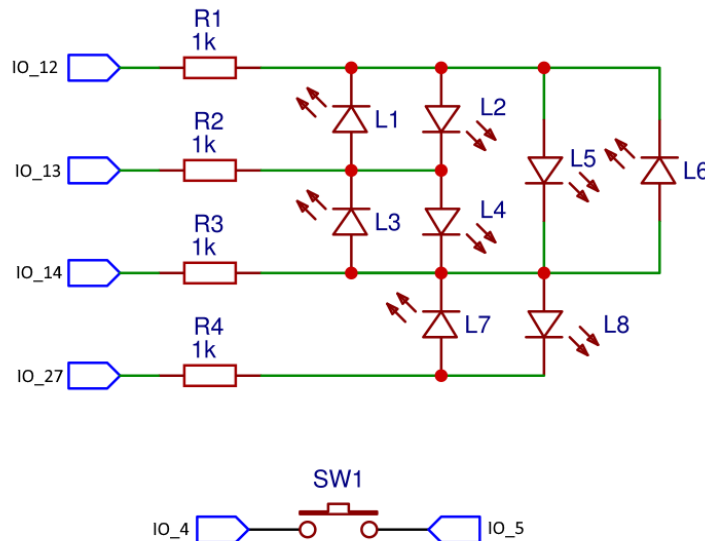 R1
1k
IO_12
L1
L2
R2
1k
IO_13
L5
L6
L3
L4
R3
1k
IO_14
R4
1k
L7
L8
IO_27
SW1
IO_4
IO_5